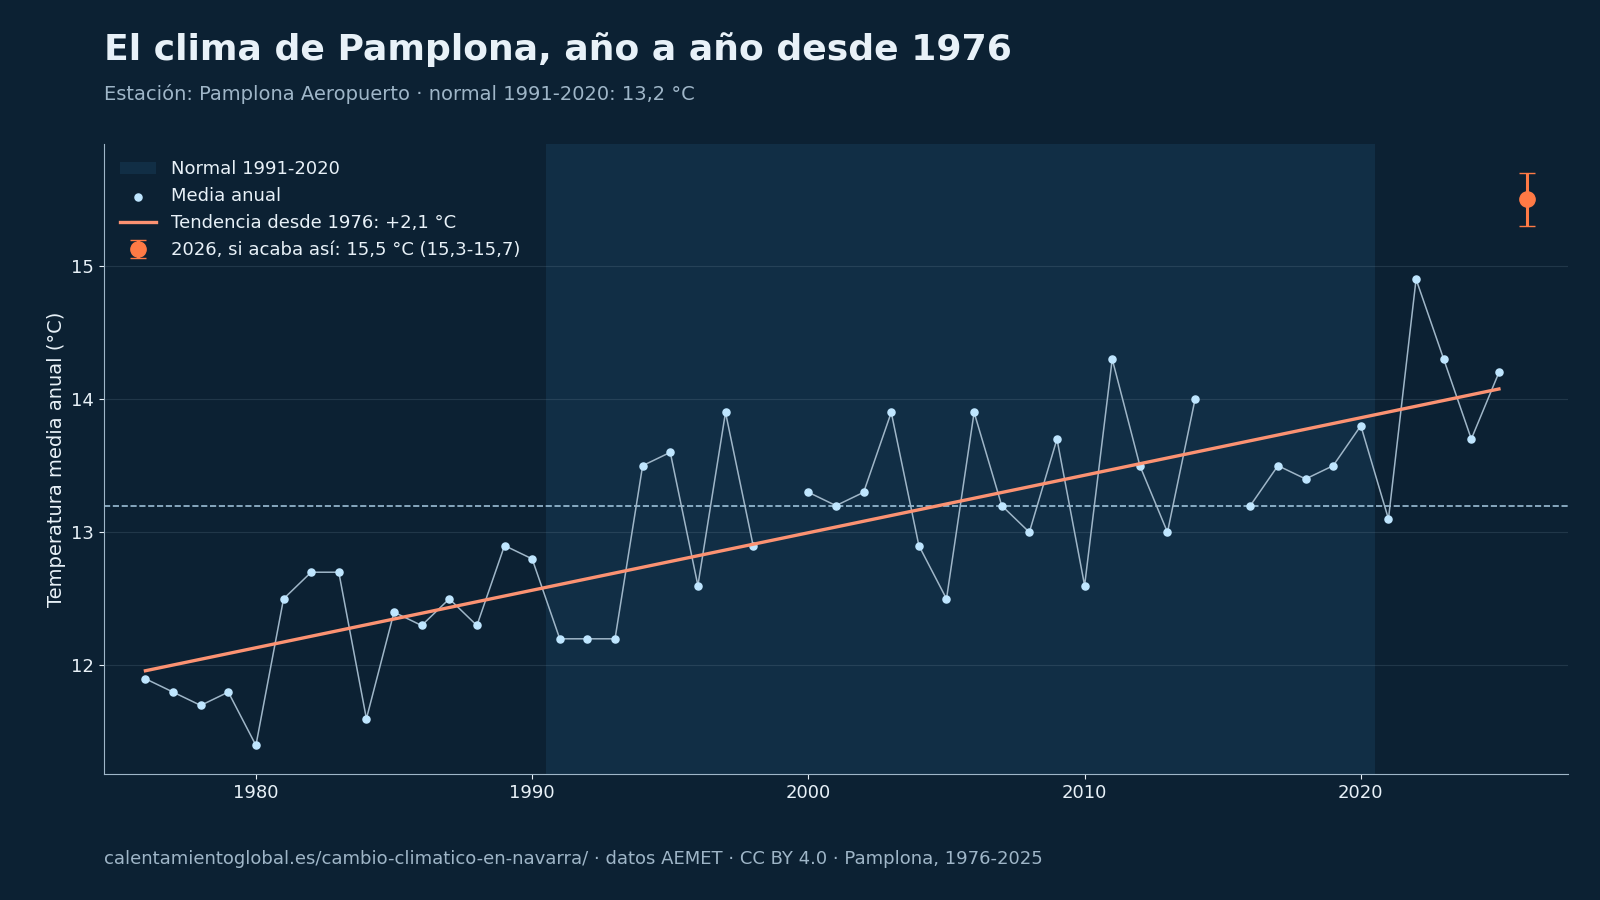 El clima de Pamplona, año a año desde 1976
Estación: Pamplona Aeropuerto · normal 1991-2020: 13,2 °C
Normal 1991-2020
Media anual
Tendencia desde 1976: +2,1 °C
2026, si acaba así: 15,5 °C (15,3-15,7)
Temperatura media anual (°C)
15
14
13
12
1980
1990
2000
2010
2020
calentamientoglobal.es/cambio-climatico-en-navarra/ · datos AEMET · CC BY 4.0 · Pamplona, 1976-2025